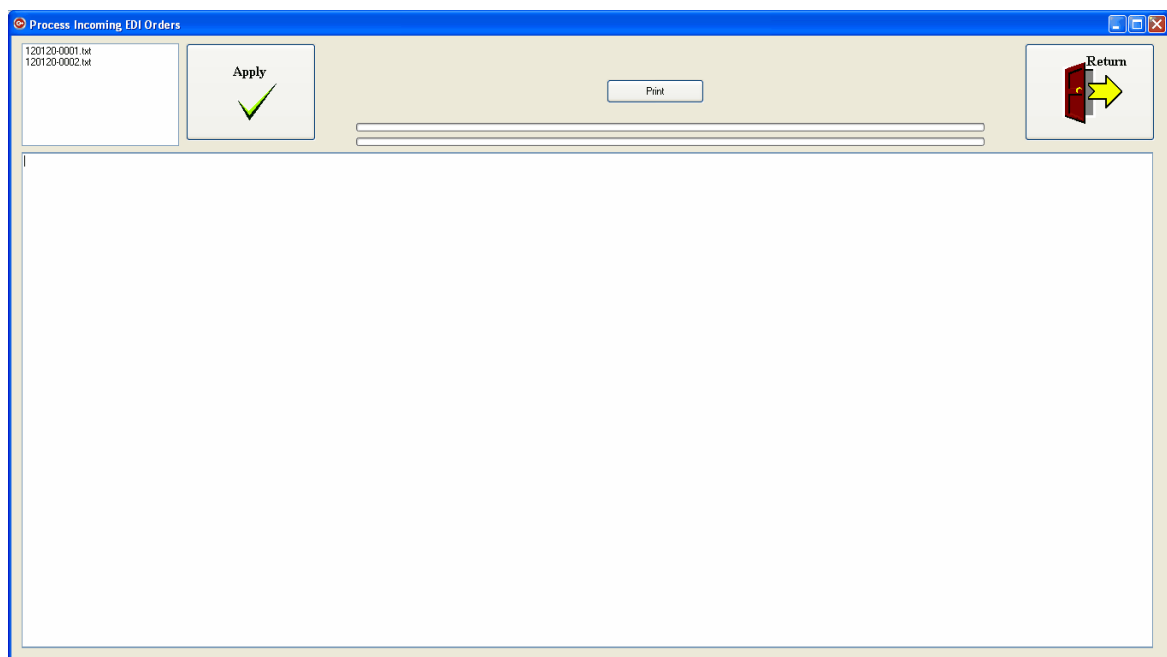 Process Incoming EDI Orders
120120-0001.txt
120120-0002.txt
Apply
Print
Return